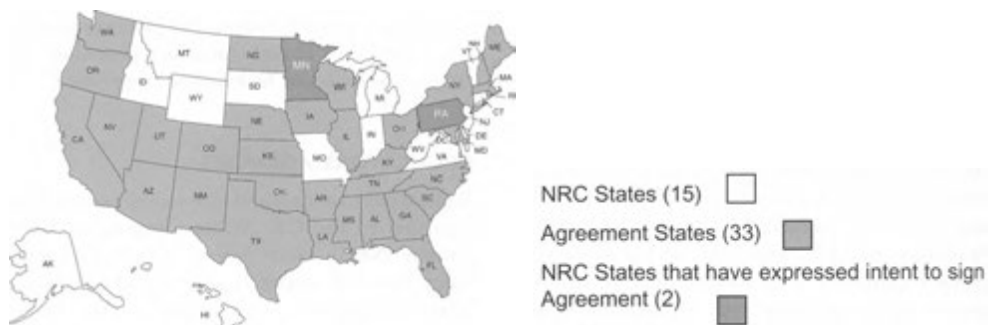 WA
OR
CA
NV
ID
MT
WY
UT
CO
AZ
NM
ND
SD
NE
KS
OK
TX
MN
IA
MO
AR
LA
WI
IL
MI
IN
OH
KY
TN
MS
AL
GA
FL
SC
NC
VA
WV
PA
NY
VT
NH
ME
MA
RI
CT
NJ
DE
MD
DC
AK
HI
NRC States (15)
Agreement States (33)
NRC States that have expressed intent to sign
Agreement (2)